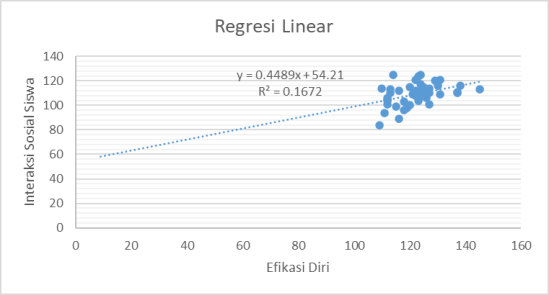 Regresi Linear
y = 0.4489x + 54.21
R² = 0.1672
Interaksi Sosial Siswa
140
120
100
80
60
40
20
0
0 20 40 60 80 100 120 140 160
Efikasi Diri